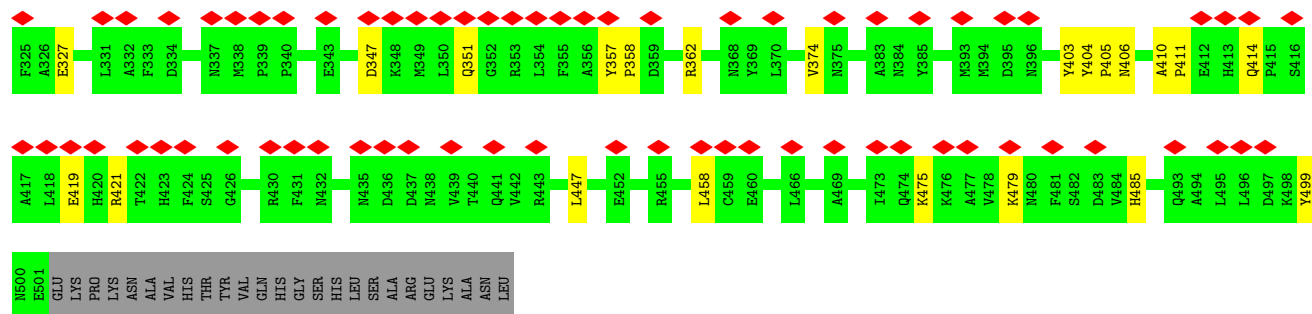 F325 A326 E327 L331 A332 F333 D334 N337 M338 P339 P340 E343 D347 K348 M349 L350 Q351 G352 R353 L354 F355 A356 Y357 P358 D359 R362 N368 Y369 L370 V374 N375 A383 N384 Y385 M393 M394 D395 N396 Y403 Y404 P405 N406 A410 P411 E412 H413 Q414 P415 S416
A417 L418 E419 H420 R421 T422 H423 F424 S425 G426 R430 F431 N432 N435 D436 D437 N438 V439 T440 Q441 V442 R443 L447 E452 R455 L458 C459 E460 L466 A469 I473 Q474 K475 K476 A477 V478 K479 N480 F481 S482 D483 V484 H485 Q493 A494 L495 L496 D497 K498 Y499
N500 E501 GLU LYS PRO LYS ASN ALA VAL HIS THR TYR VAL GLN HIS GLY SER HIS LEU SER ALA ARG GLU LYS ALA ASN LEU